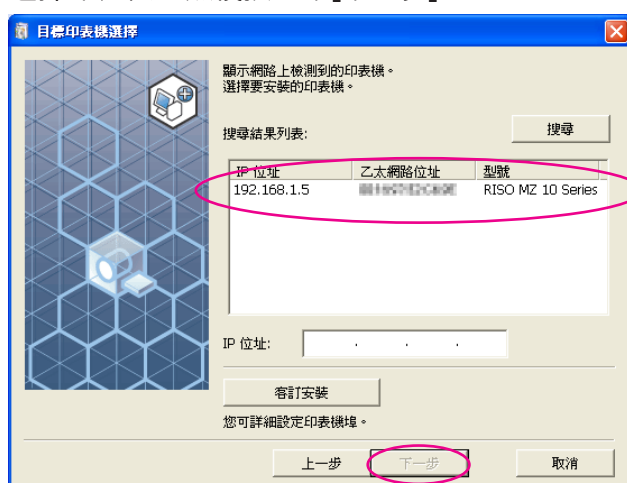 目標印表機選擇
顯示網路上檢測到的印表機。
選擇要安裝的印表機。
搜尋結果列表:
搜尋
IP 位址 乙太網路位址 型號
192.168.1.5 RISO MZ 10 Series
IP 位址: . . .
客訂安裝
您可詳細設定印表機埠。
上一步 下一步 取消